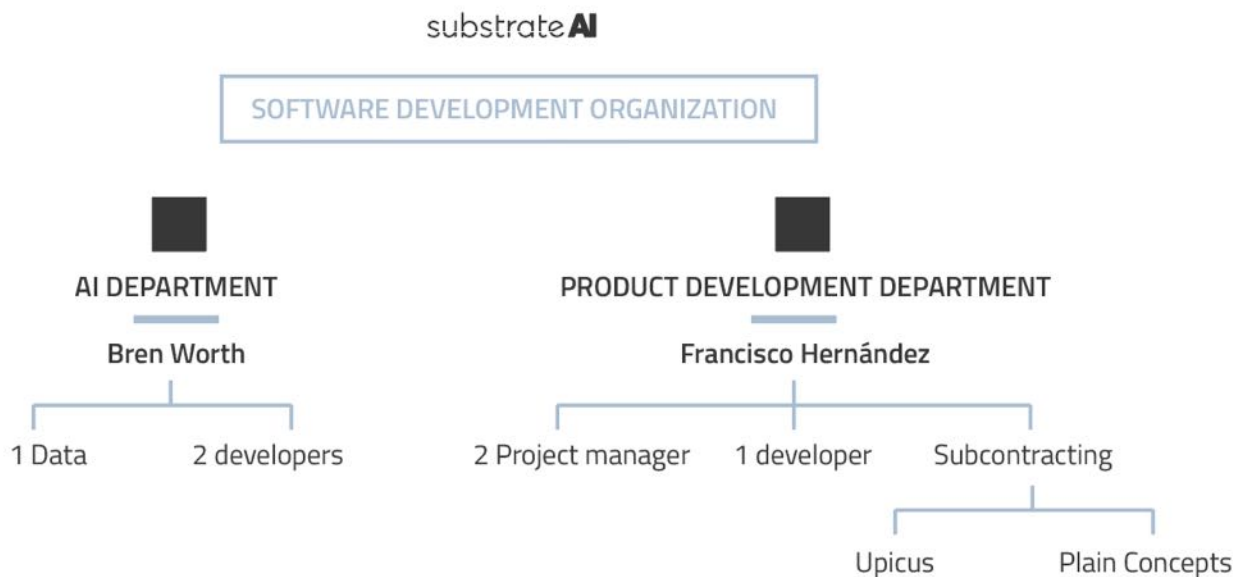 substrate AI
SOFTWARE DEVELOPMENT ORGANIZATION
AI DEPARTMENT
Bren Worth
1 Data
2 developers
PRODUCT DEVELOPMENT DEPARTMENT
Francisco Hernández
2 Project manager
1 developer
Subcontracting
Upicus
Plain Concepts